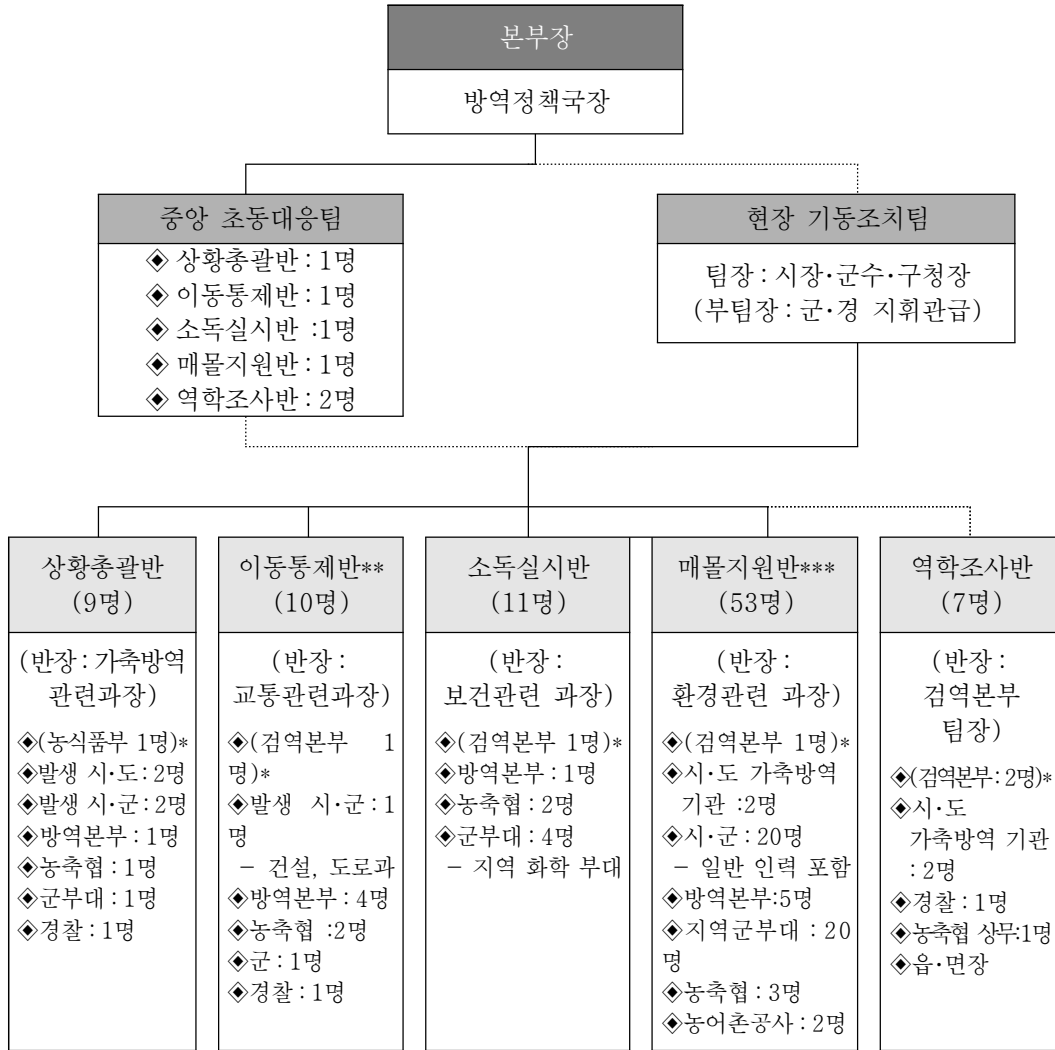 본부장
방역정책국장
중앙 초동대응팀
◈ 상황총괄반 : 1명
◈ 이동통제반 : 1명
◈ 소독실시반 :1명
◈ 매몰지원반 : 1명
◈ 역학조사반 : 2명
현장 기동조치팀
팀장 : 시장·군수·구청장
(부팀장 : 군·경 지휘관급)
상황총괄반
(9명)
(반장 : 가축방역
관련과장)
◈(농식품부 1명)*
◈발생 시·도 : 2명
◈발생 시·군 : 2명
◈방역본부 : 1명
◈농축협 : 1명
◈군부대 : 1명
◈경찰 : 1명
이동통제반**
(10명)
(반장 :
교통관련과장)
◈(검역본부 1
명)*
◈발생 시·군 : 1
명
- 건설, 도로과
◈방역본부 : 4명
◈농축협 :2명
◈군 : 1명
◈경찰 : 1명
소독실시반
(11명)
(반장 :
보건관련 과장)
◈(검역본부 1명)*
◈방역본부 : 1명
◈농축협 : 2명
◈군부대 : 4명
- 지역 화학 부대
매몰지원반***
(53명)
(반장 :
환경관련 과장)
◈(검역본부 1명)*
◈시·도 가축방역
기관 :2명
◈시·군 : 20명
- 일반 인력 포함
◈방역본부:5명
◈지역군부대 : 20
명
◈농축협 : 3명
◈농어촌공사 : 2명
역학조사반
(7명)
(반장 :
검역본부
팀장)
◈(검역본부: 2명)*
◈시·도
가축방역 기관
: 2명
◈경찰 : 1명
◈농축협 상무:1명
◈읍·면장